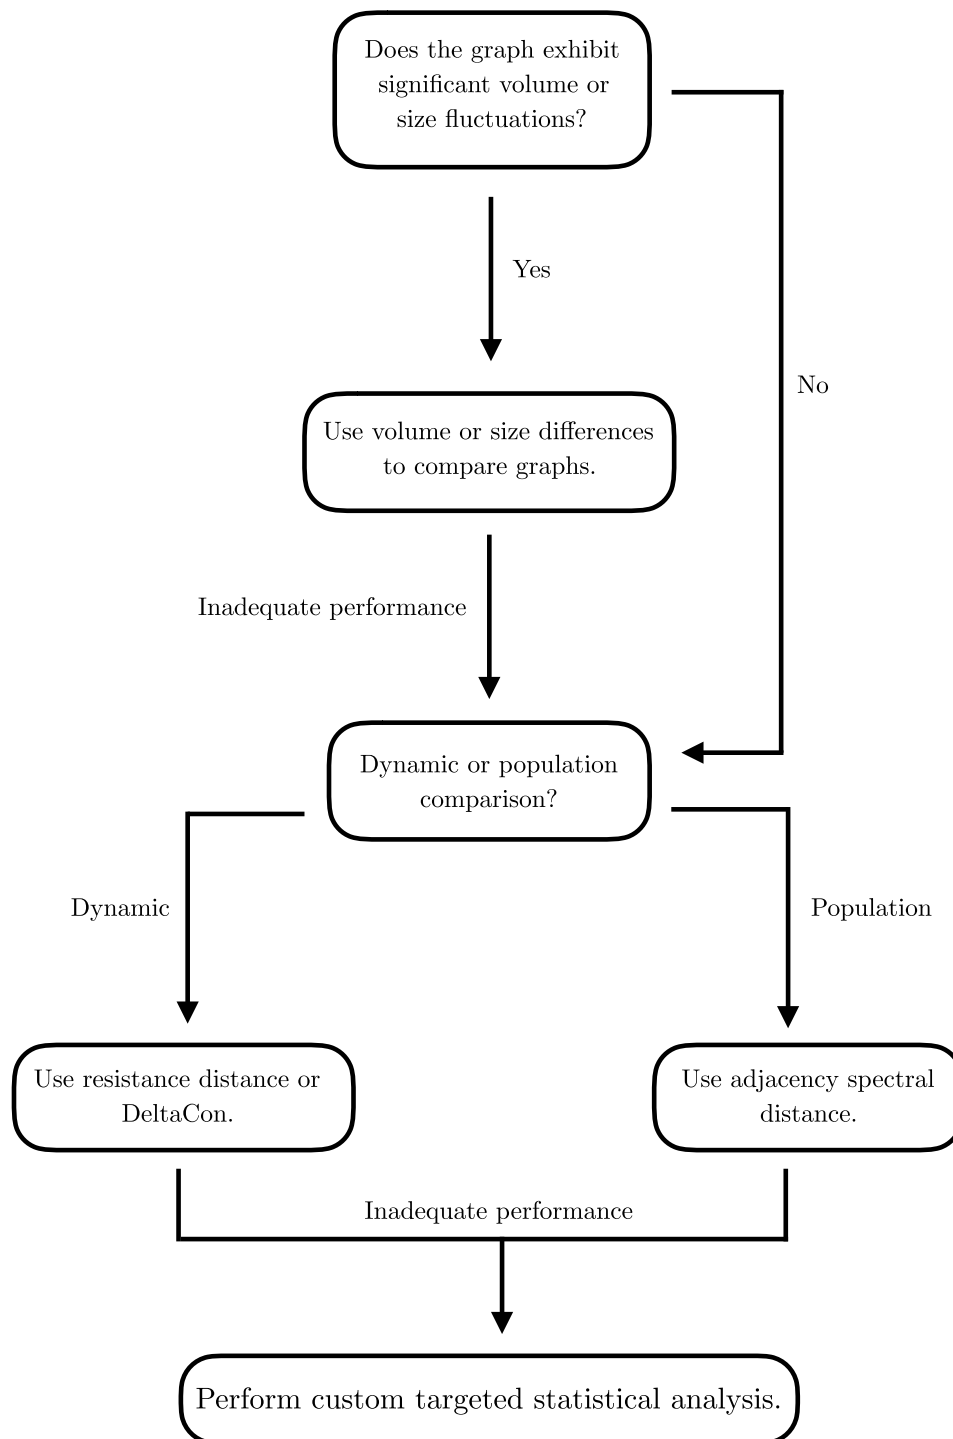 Does the graph exhibit
significant volume or
size fluctuations?
Yes
No
Use volume or size differences
to compare graphs.
Inadequate performance
Dynamic or population
comparison?
Dynamic
Population
Use resistance distance or
DeltaCon.
Use adjacency spectral
distance.
Inadequate performance
Perform custom targeted statistical analysis.